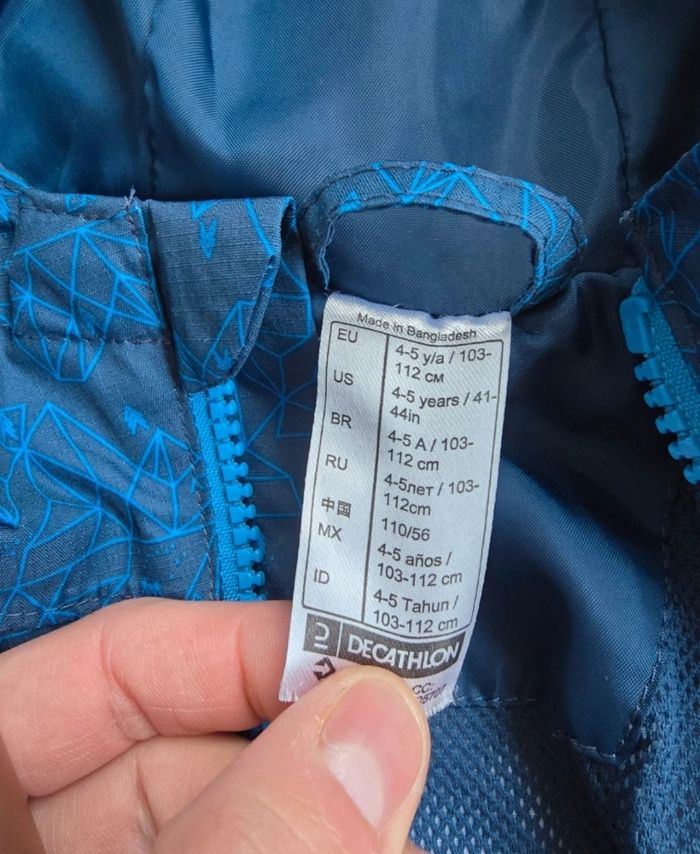 Made in Bangladesh
EU 4-5 y/a / 103-
112 см
US 4-5 years / 41-
44in
BR 4-5 A / 103-
112 cm
RU 4-5лет / 103-
112cm
中国 110/56
MX 4-5 años /
103-112 cm
ID 4-5 Tahun /
103-112 cm
DECATHLON
CC: